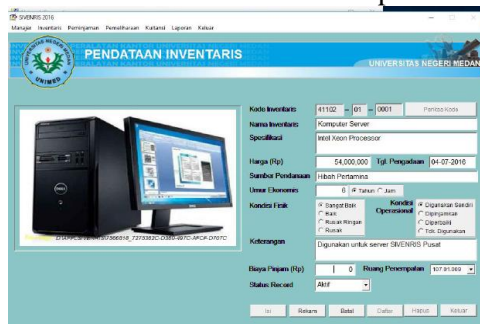 SIVENRIS 2016
Manajer Inventaris Peminjaman Pemeliharaan Kuitansi Laporan Keluar
PENDATAAN INVENTARIS
UNIVERSITAS NEGERI MEDAN
UNIMED
Kode Inventaris 41102 - 01 - 0001 Periksa Kode
Nama Inventaris Komputer Server
Spesifikasi Intel Xeon Processor
Harga (Rp) 54,000,000 Tgl. Pengadaan 04-07-2016
Sumber Pendanaan Hibah Pertamina
Umur Ekonomis 6 Tahun Jam
Kondisi Fisik Sangat Baik Baik Rusak Ringan Rusak
Kondisi Operasional Digunakan Sendiri Dipinjamkan Diperbaiki Tdk. Digunakan
Keterangan Digunakan untuk server SIVENRIS Pusat
Biaya Pinjam (Rp) 0 Ruang Penempatan 107.01.003
Status Record Aktif
Isi Rekam Batal Daftar Hapus Keluar